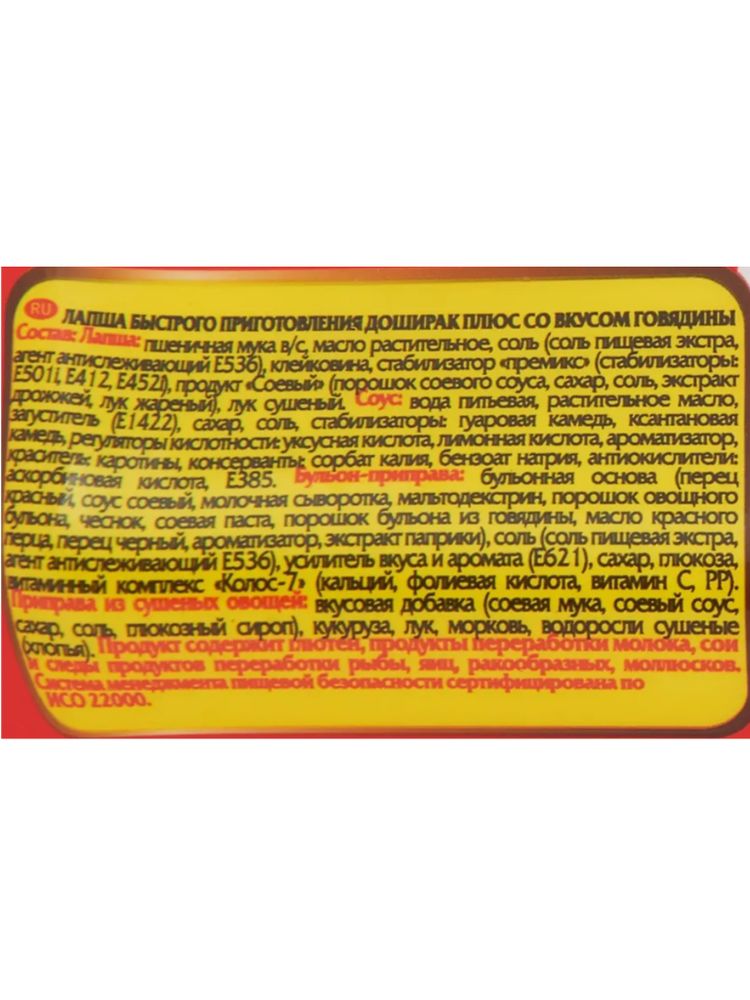 RU ЛАПША БЫСТРОГО ПРИГОТОВЛЕНИЯ ДОШИРАК ПЛЮС СО ВКУСОМ ГОВЯДИНЫ
Состав: Лапша: пшеничная мука в/с, масло растительное, соль (соль пищевая экстра,
агент антислеживающий Е536), клейковина, стабилизатор «премикс» (стабилизаторы:
Е501i, Е412, Е452i), продукт «Соевый» (порошок соевого соуса, сахар, соль, экстракт
дрожжей, лук жареный), лук сушеный. Соус: вода питьевая, растительное масло,
загуститель (Е1422), сахар, соль, стабилизаторы: гуаровая камедь, ксантановая
камедь, регуляторы кислотности: уксусная кислота, лимонная кислота, ароматизатор,
краситель: каротины, консерванты: сорбат калия, бензоат натрия, антиокислители:
аскорбиновая кислота, Е385. Бульон-приправа: бульонная основа (перец
красный, соус соевый, молочная сыворотка, мальтодекстрин, порошок овощного
бульона, чеснок, соевая паста, порошок бульона из говядины, масло красного
перца, перец черный, ароматизатор, экстракт паприки), соль (соль пищевая экстра,
агент антислеживающий Е536), усилитель вкуса и аромата (Е621), сахар, глюкоза,
витаминный комплекс «Колос-7» (кальций, фолиевая кислота, витамин С, РР).
Приправа из сушеных овощей: вкусовая добавка (соевая мука, соевый соус,
сахар, соль, глюкозный сироп), кукуруза, лук, морковь, водоросли сушеные
(хлопья). Продукт содержит глютен, продукты переработки молока, сои
и следы продуктов переработки рыбы, яиц, ракообразных, моллюсков.
Система менеджмента пищевой безопасности сертифицирована по
ИСО 22000.